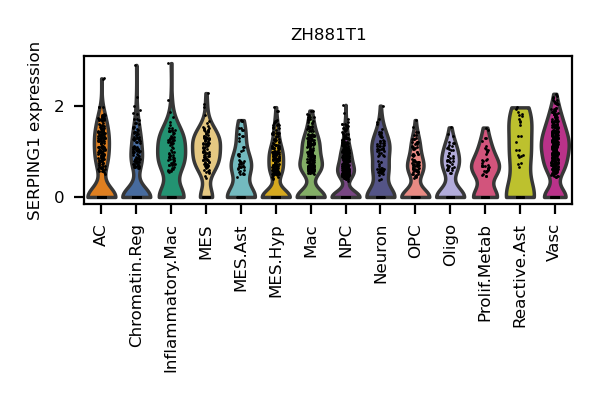 ZH881T1
SERPING1 expression
2
0
AC
Chromatin.Reg
Inflammatory.Mac
MES
MES.Ast
MES.Hyp
Mac
NPC
Neuron
OPC
Oligo
Prolif.Metab
Reactive.Ast
Vasc